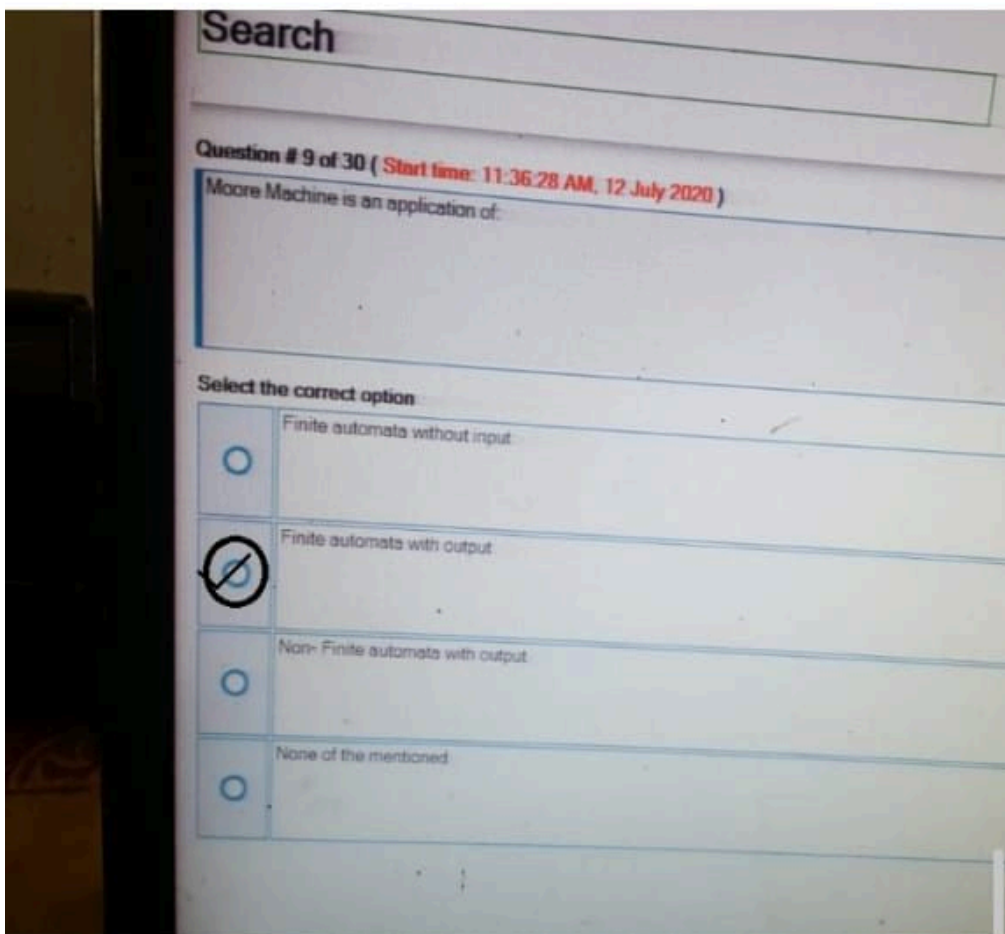 Search
Question # 9 of 30 ( Start time: 11:36:28 AM, 12 July 2020 )
Moore Machine is an application of:
Select the correct option
Finite automata without input
Finite automata with output
Non- Finite automata with output
None of the mentioned